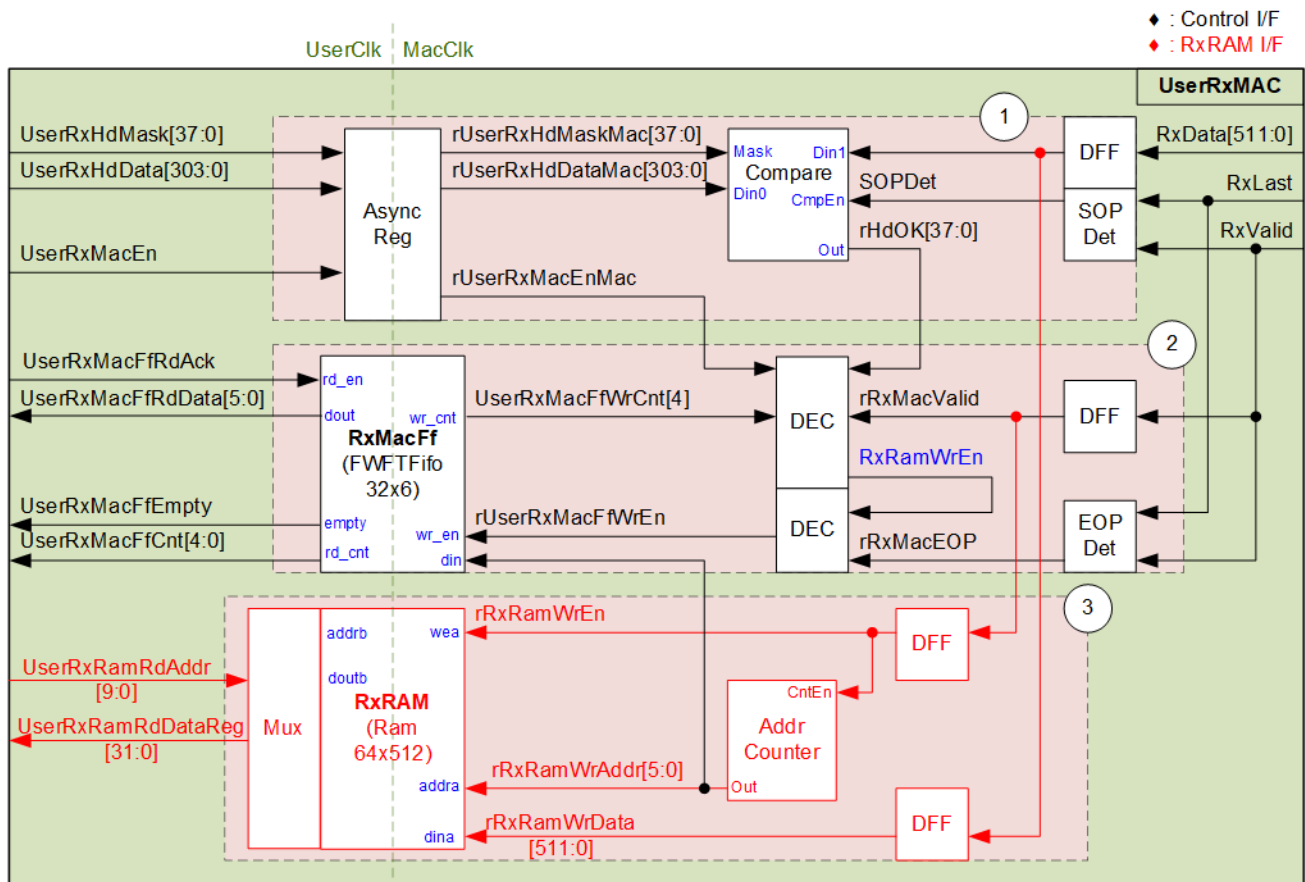 ♦ : Control I/F
♦ : RxRAM I/F
UserClk MacClk
UserRxMAC
1
UserRxHdMask[37:0]
rUserRxHdMaskMac[37:0]
RxData[511:0]
DFF
Mask Din1
Compare
UserRxHdData[303:0]
rUserRxHdDataMac[303:0]
Din0 CmpEn
SOPDet
RxLast
Async
Reg
SOP
Det
rHdOK[37:0]
RxValid
UserRxMacEn
Out
rUserRxMacEnMac
2
UserRxMacFfRdAck
rd_en
UserRxMacFfRdData[5:0]
UserRxMacFfWrCnt[4]
rRxMacValid
DFF
dout
wr_cnt
DEC
RxMacFf
(FWFTFifo
32x6)
RxRamWrEn
UserRxMacFfEmpty
empty
rUserRxMacFfWrEn
wr_en
DEC
EOP
Det
UserRxMacFfCnt[4:0]
rd_cnt
rRxMacEOP
din
3
rRxRamWrEn
addrb
wea
DFF
UserRxRamRdAddr
[9:0]
doutb
CntEn
RxRAM
(Ram
64x512)
Mux
Addr
Counter
UserRxRamRdDataReg
[31:0]
rRxRamWrAddr[5:0]
addra
Out
rRxRamWrData
[511:0]
dina
DFF